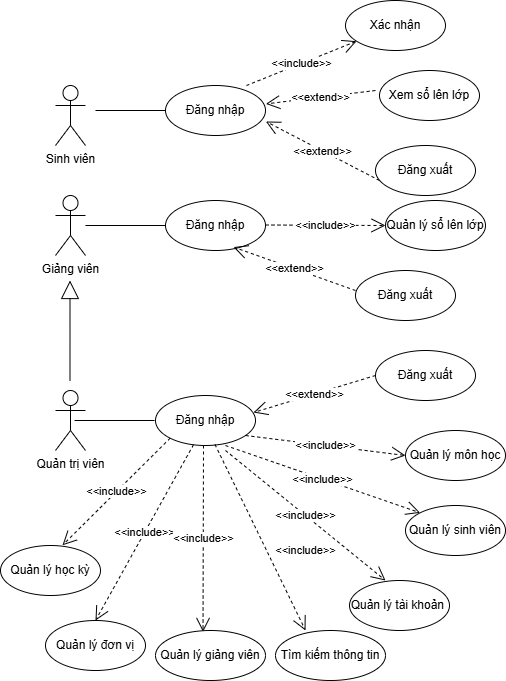 Xác nhận
<<include>>
Đăng nhập
<<extend>>
Xem sổ lên lớp
Sinh viên
<<extend>>
Đăng xuất
Đăng nhập
<<include>>
Quản lý sổ lên lớp
Giảng viên
<<extend>>
Đăng xuất
Đăng xuất
<<extend>>
Đăng nhập
Quản trị viên
<<include>>
Quản lý môn học
<<include>>
<<include>>
Quản lý sinh viên
<<include>>
<<include>>
<<include>>
<<include>>
Quản lý học kỳ
Quản lý tài khoản
Quản lý đơn vị
Quản lý giảng viên
Tìm kiếm thông tin